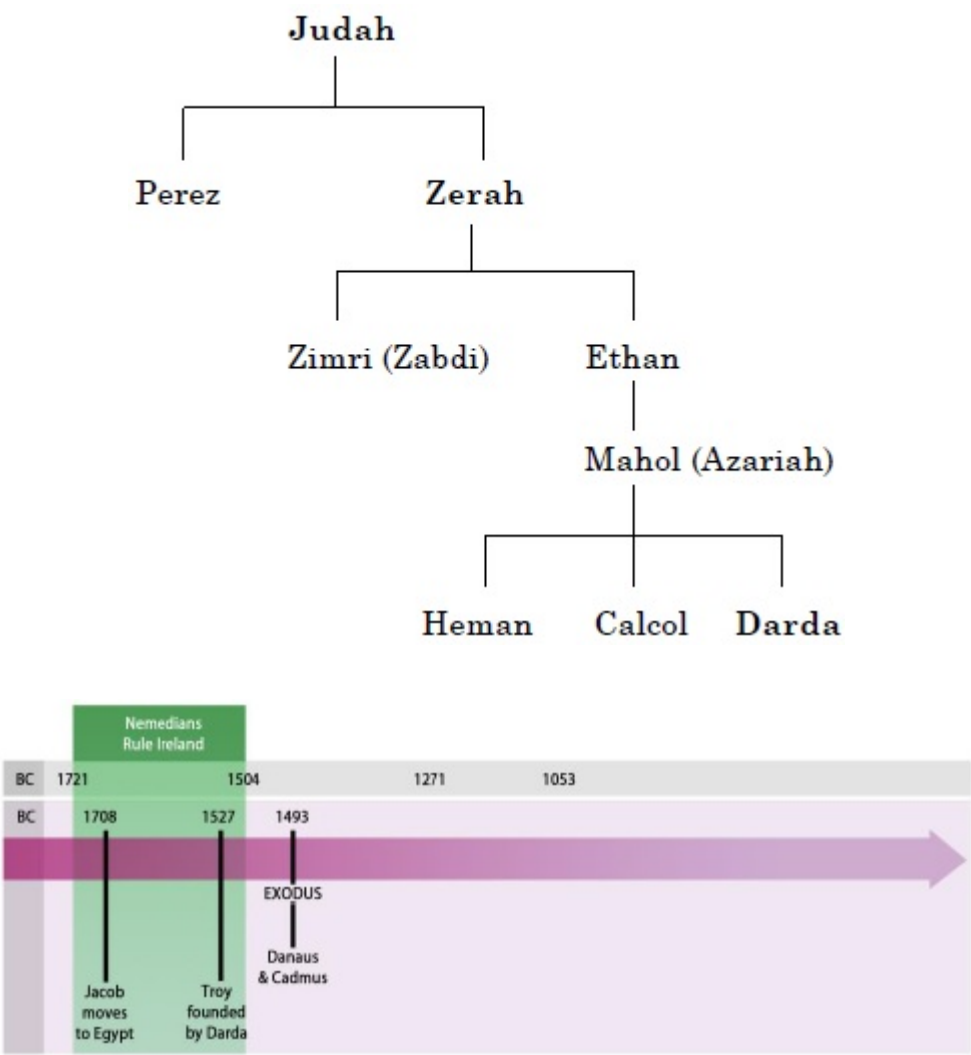 Judah
Perez Zerah
Zimri (Zabdi) Ethan
Mahol (Azariah)
Heman Calcol Darda
Nemedians
Rule Ireland
BC 1721 1504 1271 1053
BC 1708 1527 1493
EXODUS
Danaus
& Cadmus
Jacob
moves
to Egypt
Troy
founded
by Darda